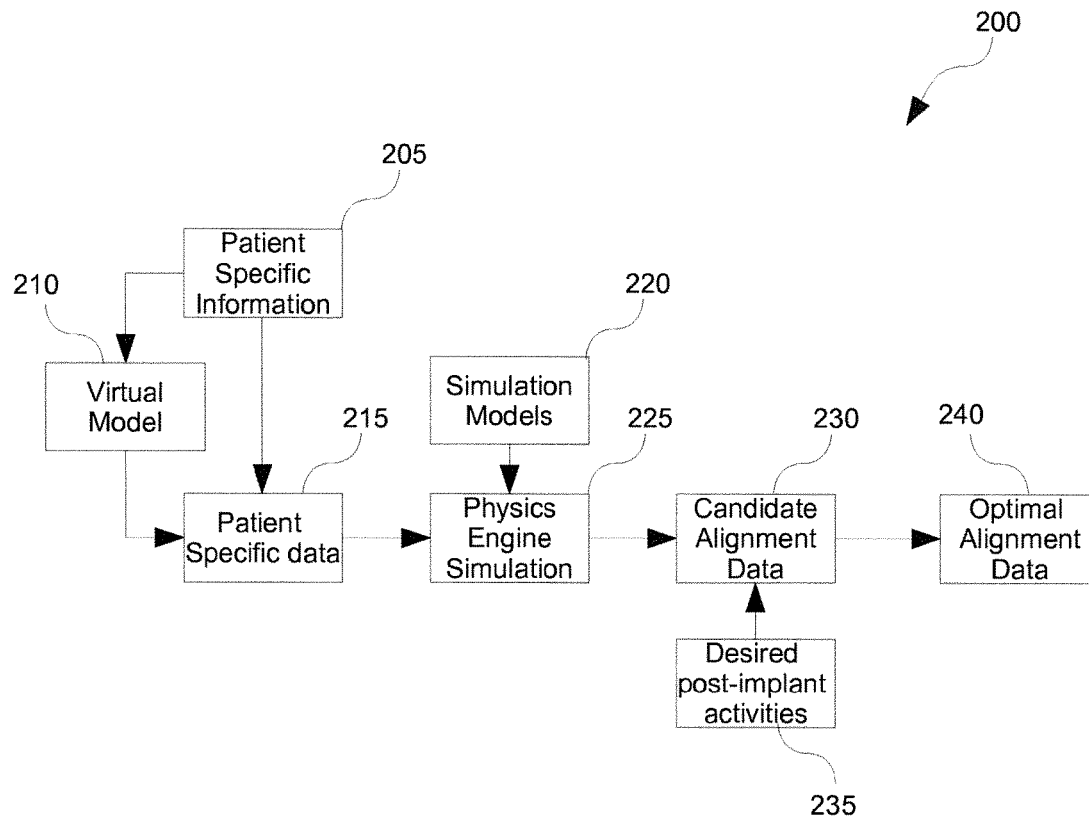 200
205
Patient
Specific
Information
210
220
Virtual
Model
Simulation
Models
215
225
230
240
Patient
Specific data
Physics
Engine
Simulation
Candidate
Alignment
Data
Optimal
Alignment
Data
Desired
post-implant
activities
235